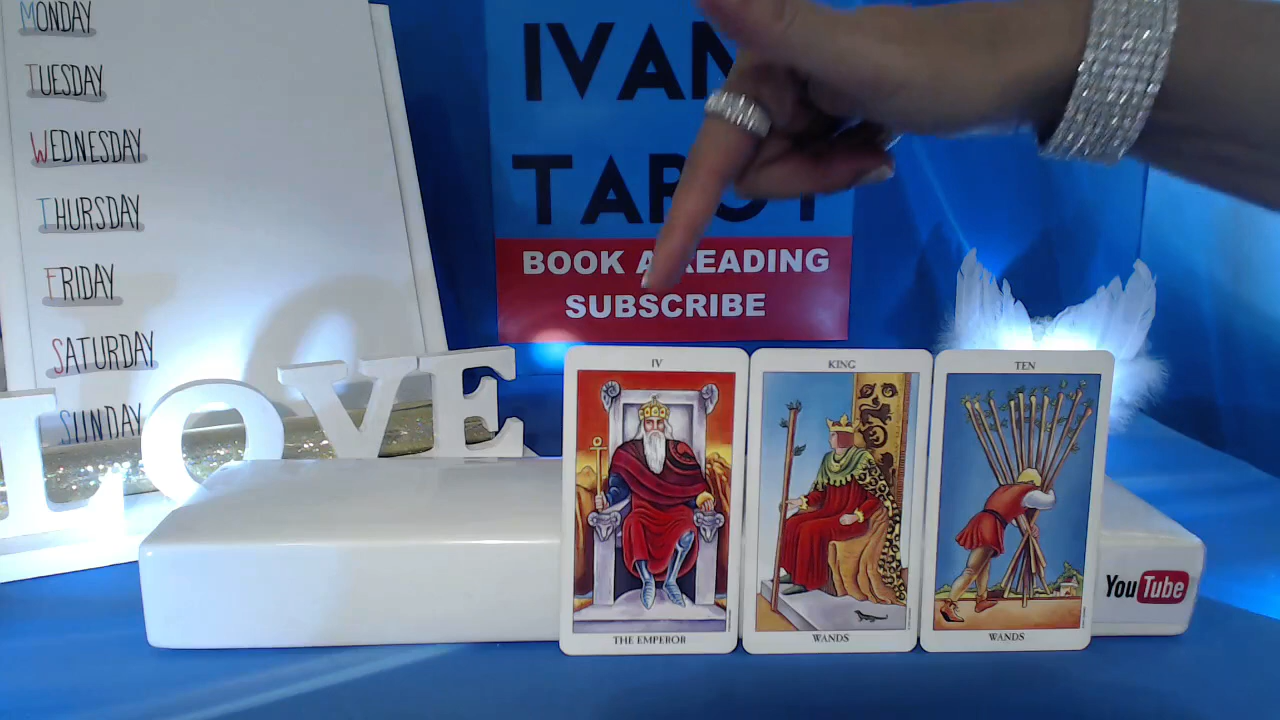 MONDAY
TUESDAY
WEDNESDAY
THURSDAY
FRIDAY
SATURDAY
SUNDAY
LOVE
TAROT
BOOK A READING
SUBSCRIBE
IV
THE EMPEROR
KING
WANDS
TEN
WANDS
YouTube